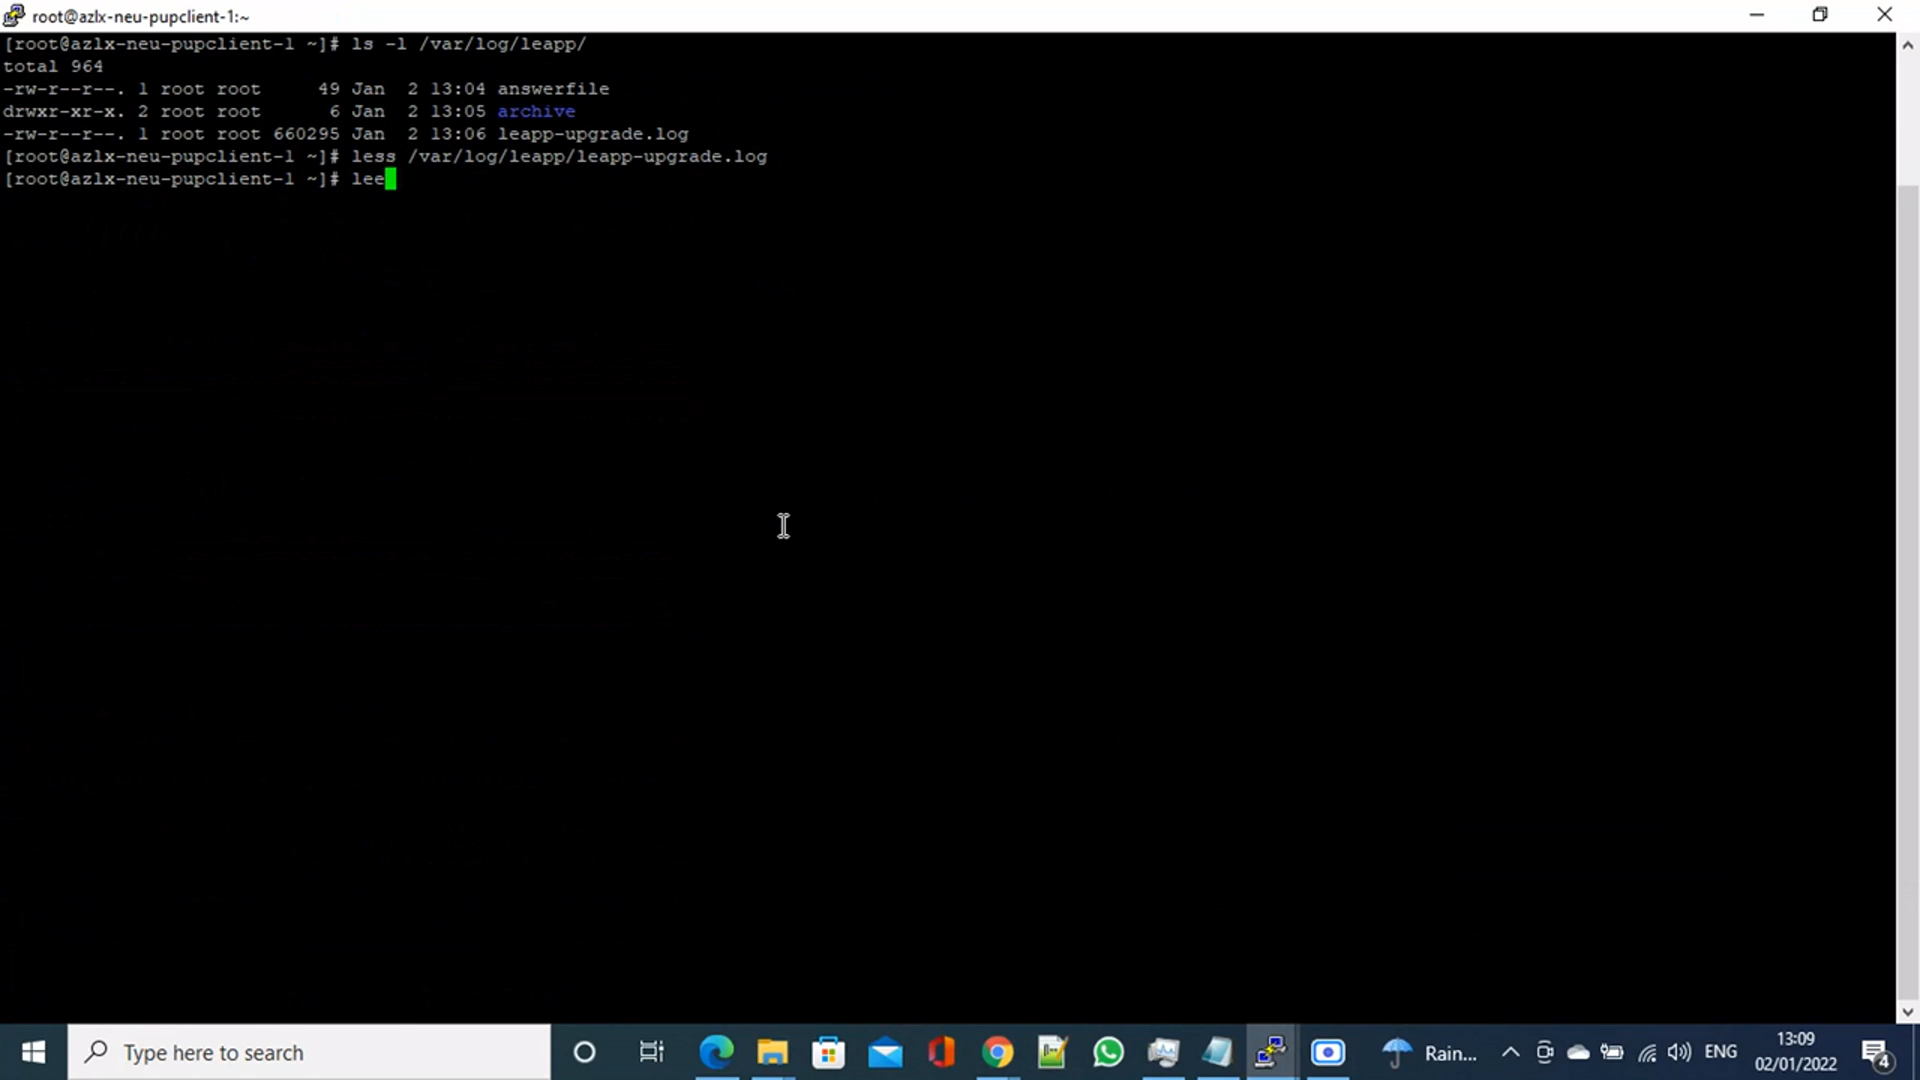 root@azlx-neu-pupclient-1:~
[root@azlx-neu-pupclient-1 ~]# ls -l /var/log/leapp/
total 964
-rw-r--r--. 1 root root     49 Jan  2 13:04 answerfile
drwxr-xr-x. 2 root root      6 Jan  2 13:05 archive
-rw-r--r--. 1 root root 660295 Jan  2 13:06 leapp-upgrade.log
[root@azlx-neu-pupclient-1 ~]# less /var/log/leapp/leapp-upgrade.log
[root@azlx-neu-pupclient-1 ~]# lee
Type here to search
Rain...
ENG
13:09
02/01/2022
4